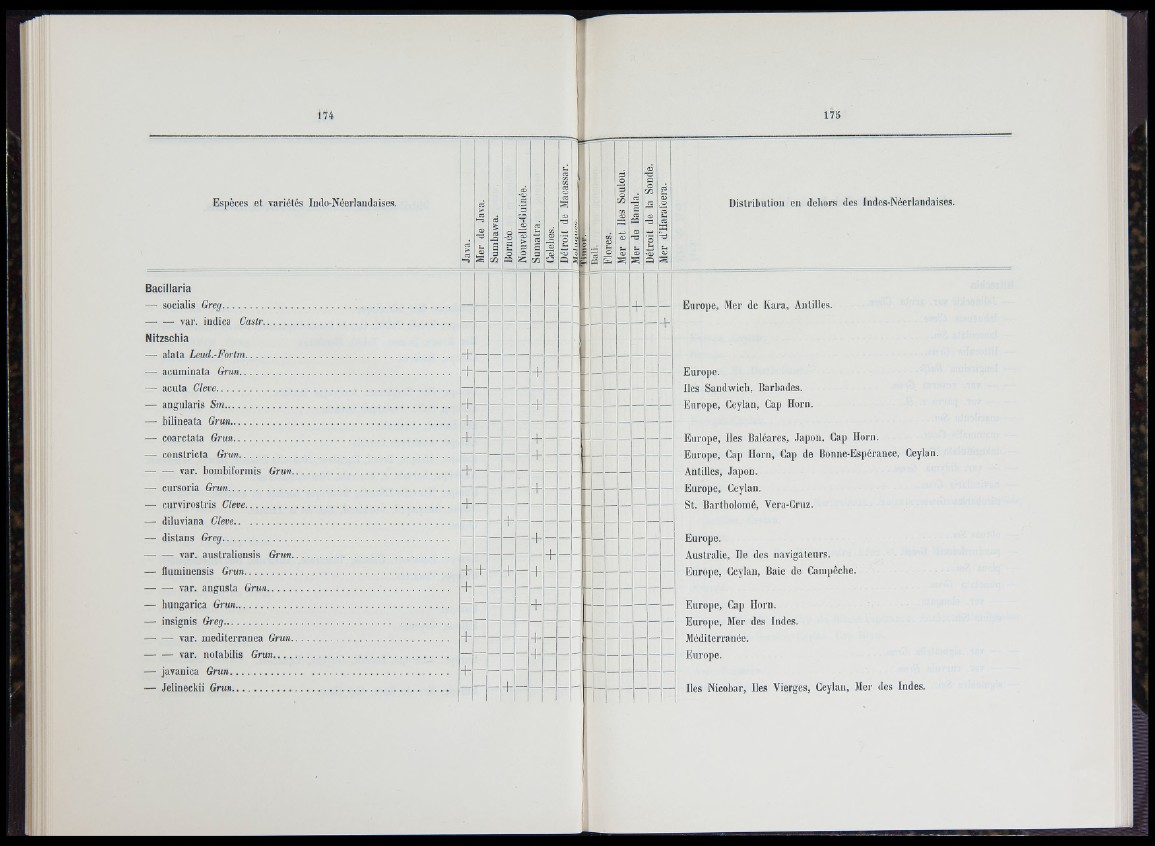 174
Espèces et variétés Indo-Néerlandaises.
Java.
Mer de Java.
Sumbawa.
Bornéo.
Nouvelle-Guinée.
Sumatra.
Celebes.
Détroit de Macassar.
Bacillaria
— socialis Greg. — — — — — — — —
— — var. indica Castr. — — — — — — — —
Nitzschia
— alata Leud.-Fortm. + — — — — — — —
— acuminata Grun. + — — — — + — —
— acuta Cleve. — — — — — — — —
— angularis Sm. + — — — — + — —
— bilineata Grun. + — — — — — — —
— coarctata Grun. + — — — — + — —
— constricta Grun. — — — — — + — —
— — var. bombiformis Grun. + — — — — — — —
— cursoria Grun. — — — — — + — —
— curvirostris Cleve. + — — — — — — —
— diluviana Cleve. — — — + — — — —
— distans Greg. — — — — — + — —
— — var. australiensis Grun. — — — — — — + —
— fluminensis Grun. + + — + — + — —
— — var. angusta Grun. + — — — — — — —
— hungarica Grun. — — — — — + — —
— insignis Greg. — — — — — — — —
— — var. mediterranea Grun. + — — — — + — —
— — var. notabilis Grun. — — — — — + — —
— javanica Grun. + — — — — — — —
— Jelineckii Grun. — — — + — — — —
175
Timor.
Bali.
Flores.
Mer et Iles Soulou.
Mer de Banda.
Détroit de la Sonde.
Mer d'Haraloera.
Distribution en dehors des Indes-Néerlandaises.
— — — — + — — Europe, Mer de Kara, Antilles.
— — — — — — +
Europe.
Iles Sandwich, Barbades.
Europe, Ceylan, Cap Horn.
Europe, Iles Baléares, Japon, Cap Horn.
Europe, Cap Horn, Cap de Bonne-Espérance, Ceylan.
Antilles, Japon.
Europe, Ceylan.
St. Bartholomé, Vera-Cruz.
Europe.
Australie, Ile des navigateurs.
Europe, Ceylan, Baie de Campêche.
Europe, Cap Horn.
Europe, Mer des Indes.
Méditerranée.
Europe.
Iles Nicobar, Iles Vierges, Ceylan, Mer des Indes.